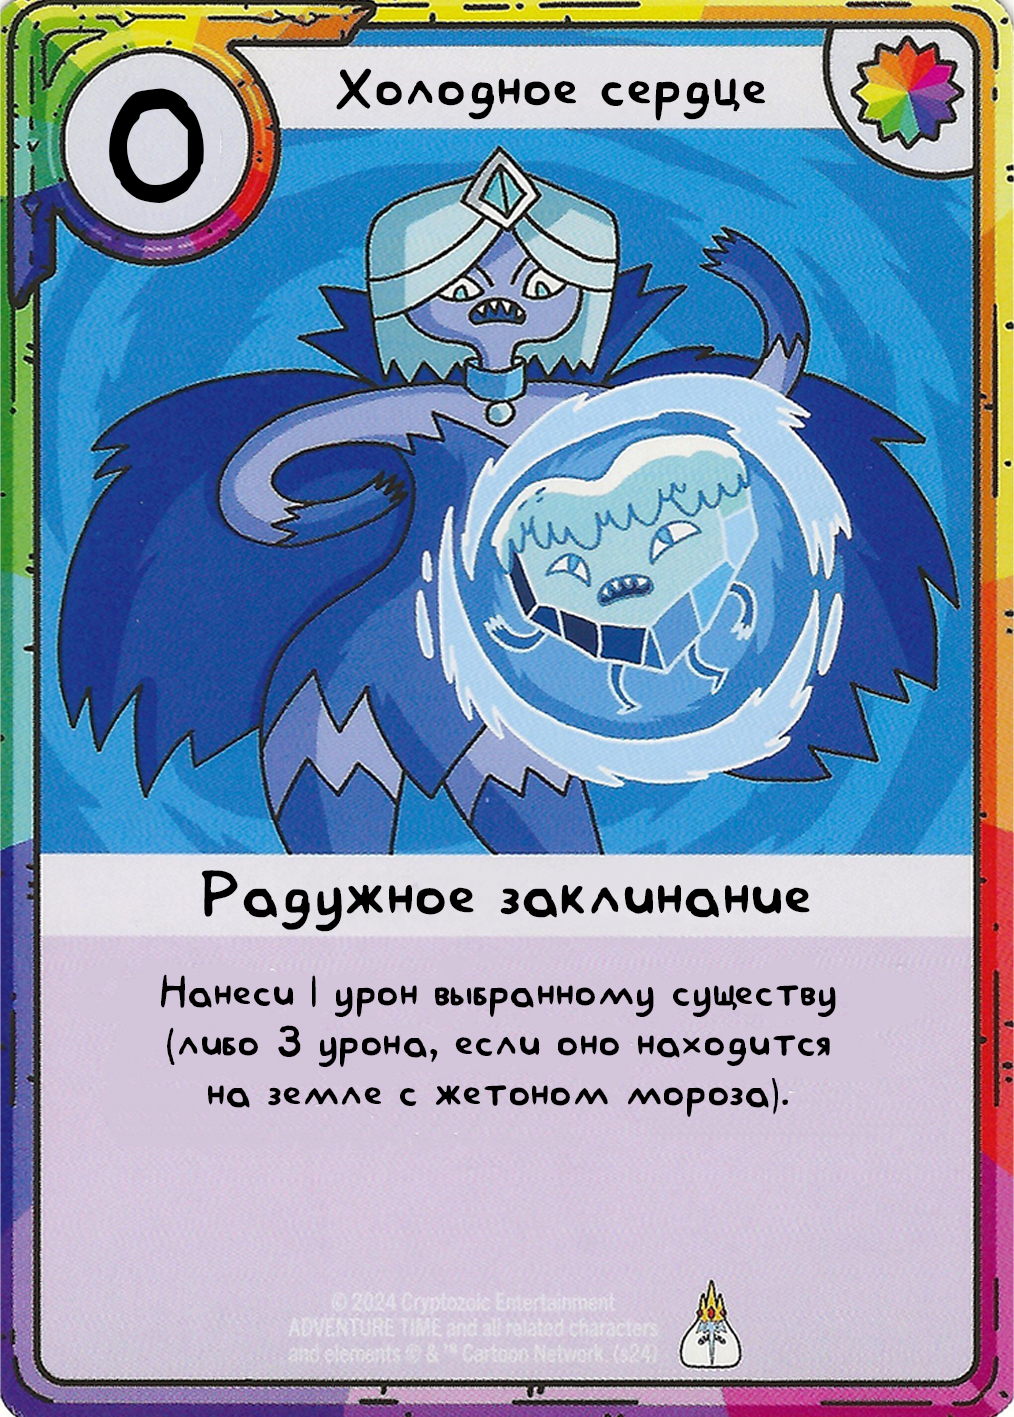 0
Холодное сердце
Радужное заклинание
Нанеси 1 урон выбранному существу
(либо 3 урона, если оно находится
на земле с жетоном мороза).
© 2024 Cryptozoic Entertainment
ADVENTURE TIME and all related characters
and elements © & ™ Cartoon Network. (s24)